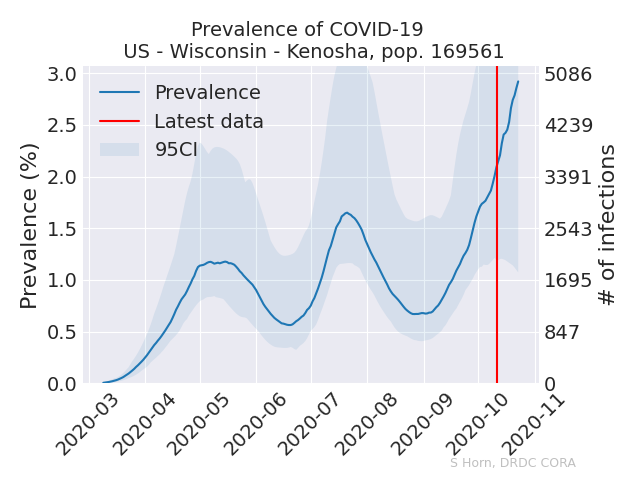 Prevalence of COVID-19
US - Wisconsin - Kenosha, pop. 169561
Prevalence
Latest data
95CI
Prevalence (%)
3.0
2.5
2.0
1.5
1.0
0.5
0.0
5086
4239
3391
2543
1695
847
0
# of infections
2020-03
2020-04
2020-05
2020-06
2020-07
2020-08
2020-09
2020-10
2020-11
S Horn, DRDC CORA